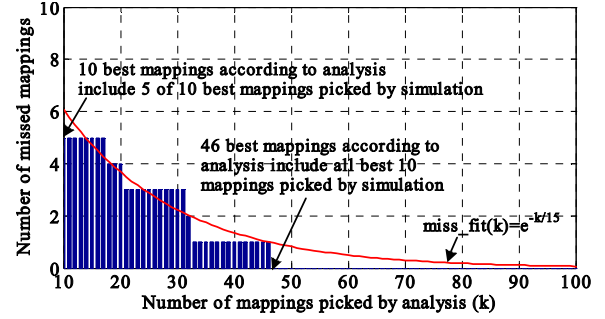 10
8
6
4
2
0
Number of missed mappings
10 best mappings according to analysis
include 5 of 10 best mappings picked by simulation
46 best mappings according to
analysis include all best 10
mappings picked by simulation
miss_fit(k)=e^-k/15
10 20 30 40 50 60 70 80 90 100
Number of mappings picked by analysis (k)